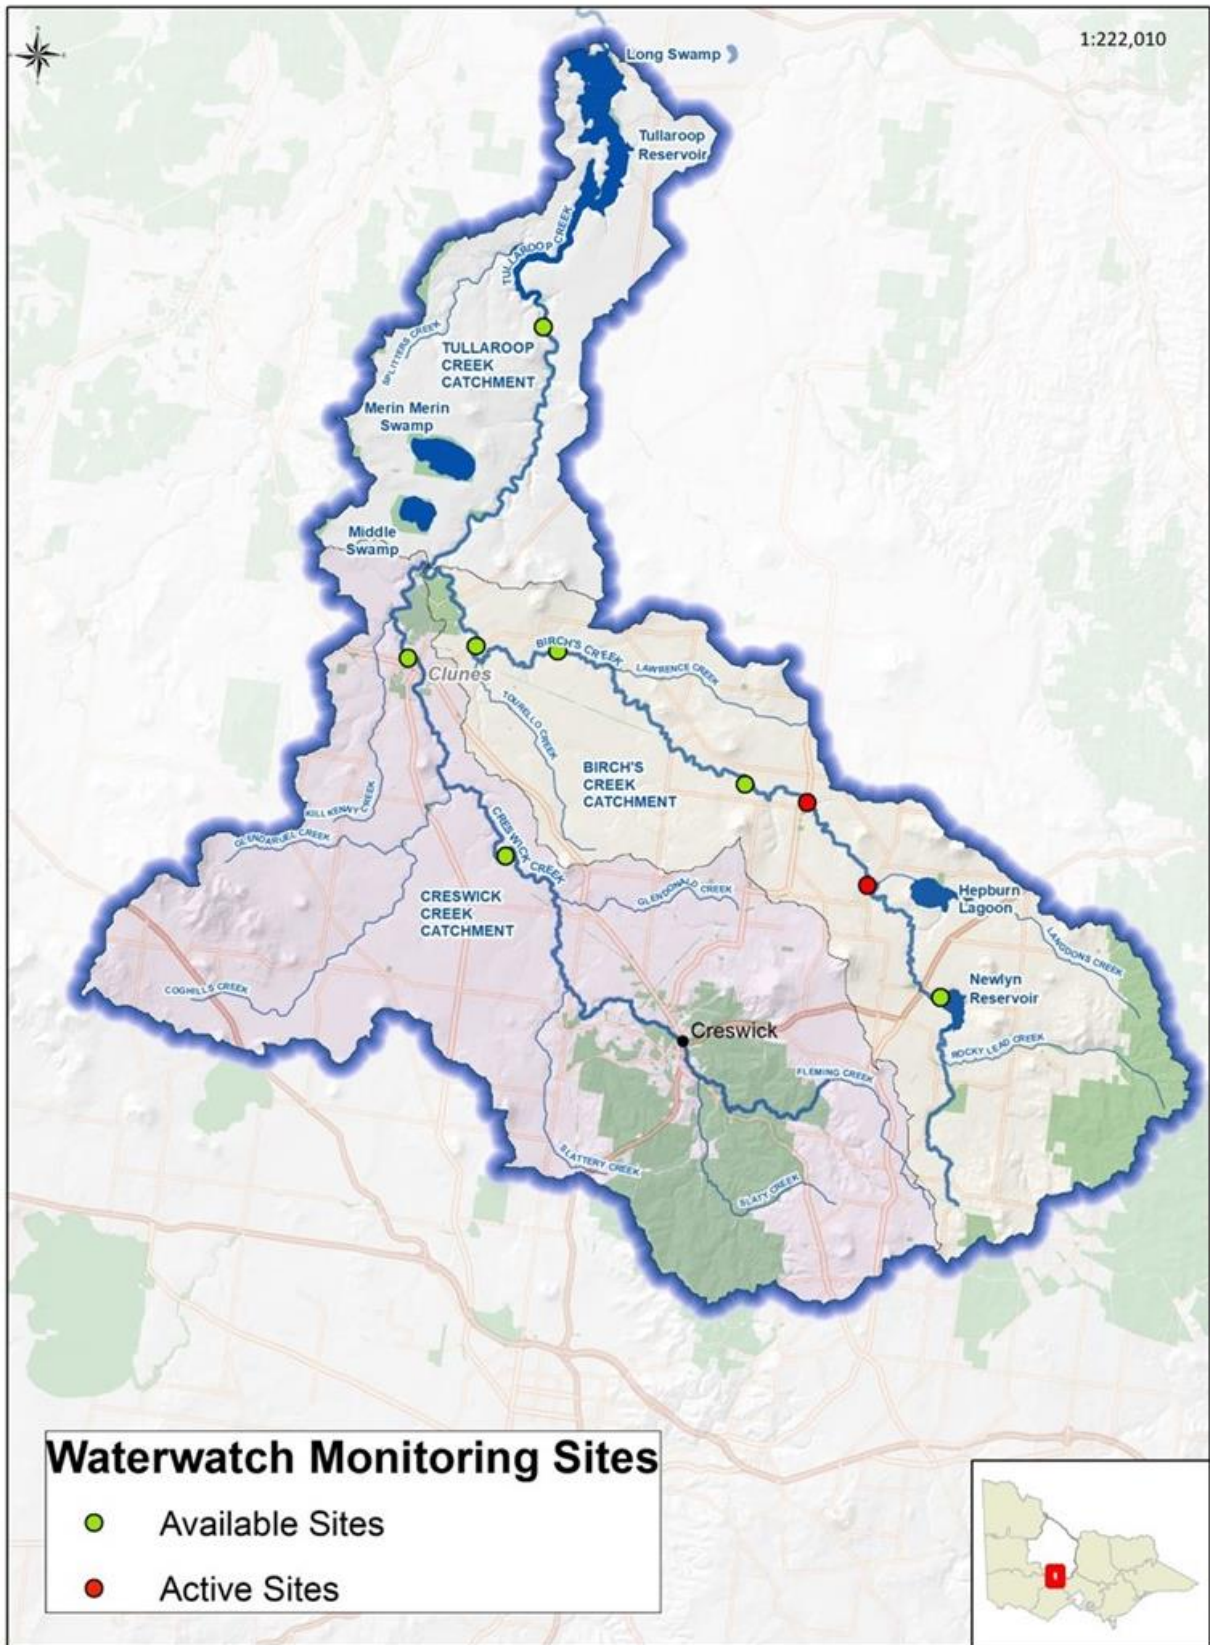 1:222,010
Long Swamp
Tullaroop
Reservoir
TULLAROOP CREEK
SPLITTERS CREEK
TULLAROOP
CREEK
CATCHMENT
Merin Merin
Swamp
Middle
Swamp
BIRCH'S CREEK
LAWRENCE CREEK
Clunes
TOURELLO CREEK
BIRCH'S
CREEK
CATCHMENT
KILLKENNY CREEK
GLENDARUEL CREEK
CRESWICK CREEK
GLENDONALD CREEK
CRESWICK
CREEK
CATCHMENT
Hepburn
Lagoon
LANGDONS CREEK
COGHILLS CREEK
Newlyn
Reservoir
Creswick
ROCKY LEAD CREEK
FLEMING CREEK
SLATTERY CREEK
SLATY CREEK
Waterwatch Monitoring Sites
Available Sites
Active Sites